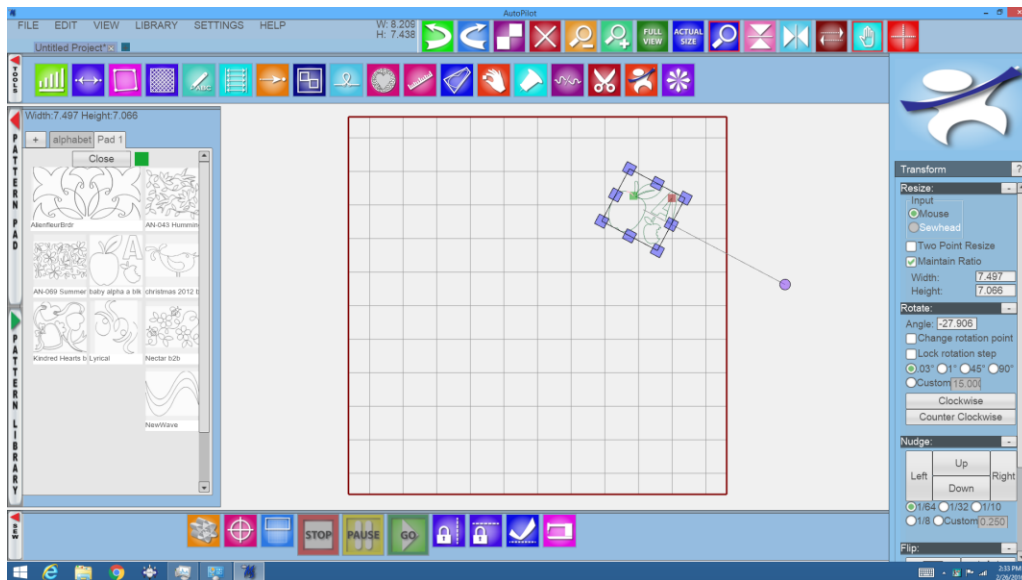 AutoPilot
FILE EDIT VIEW LIBRARY SETTINGS HELP
W: 8.209
H: 7.438
FULL VIEW
ACTUAL SIZE
Untitled Project*
TOOLS
ABC
Width:7.497 Height:7.066
+ alphabet Pad 1
Close
PATTERN PAD
PATTERN LIBRARY
AlienfleurBrdr
AN-043 Hummin
AN-069 Summer
baby alpha a blk
christmas 2012 b
Kindred Hearts b
Lyrical
Nectar b2b
NewWave
SEW
STOP
PAUSE
GO
Transform ?
Resize: -
Input
Mouse
Sewhead
Two Point Resize
Maintain Ratio
Width: 7.497
Height: 7.066
Rotate: -
Angle: -27.906
Change rotation point
Lock rotation step
.03° 1° 45° 90°
Custom 15.00
Clockwise
Counter Clockwise
Nudge: -
Up
Left Right
Down
1/64 1/32 1/10
1/8 Custom 0.250
Flip: -
2:33 PM